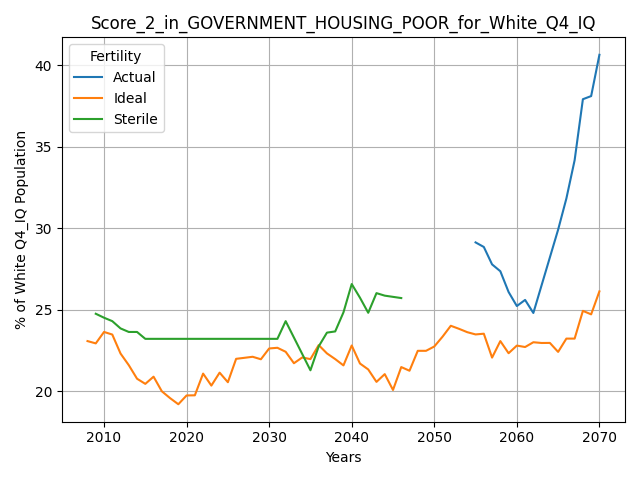 Score_2_in_GOVERNMENT_HOUSING_POOR_for_White_Q4_IQ
Fertility
Actual
Ideal
Sterile
% of White Q4_IQ Population
40
35
30
25
20
2010 2020 2030 2040 2050 2060 2070
Years